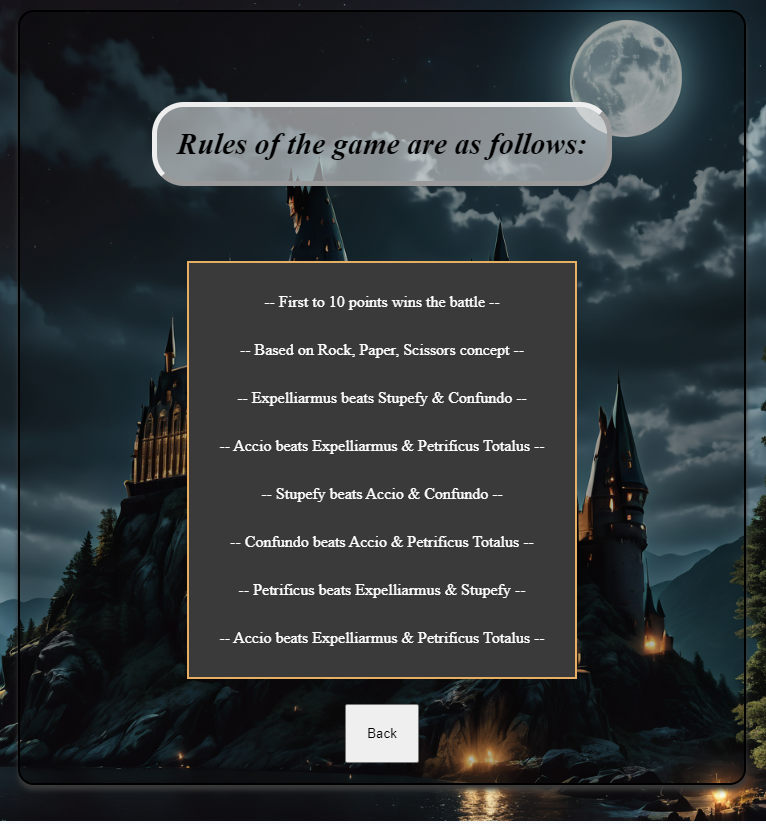 Rules of the game are as follows:
-- First to 10 points wins the battle --
-- Based on Rock, Paper, Scissors concept --
-- Expelliarmus beats Stupefy & Confundo --
-- Accio beats Expelliarmus & Petrificus Totalus --
-- Stupefy beats Accio & Confundo --
-- Confundo beats Accio & Petrificus Totalus --
-- Petrificus beats Expelliarmus & Stupefy --
-- Accio beats Expelliarmus & Petrificus Totalus --
Back